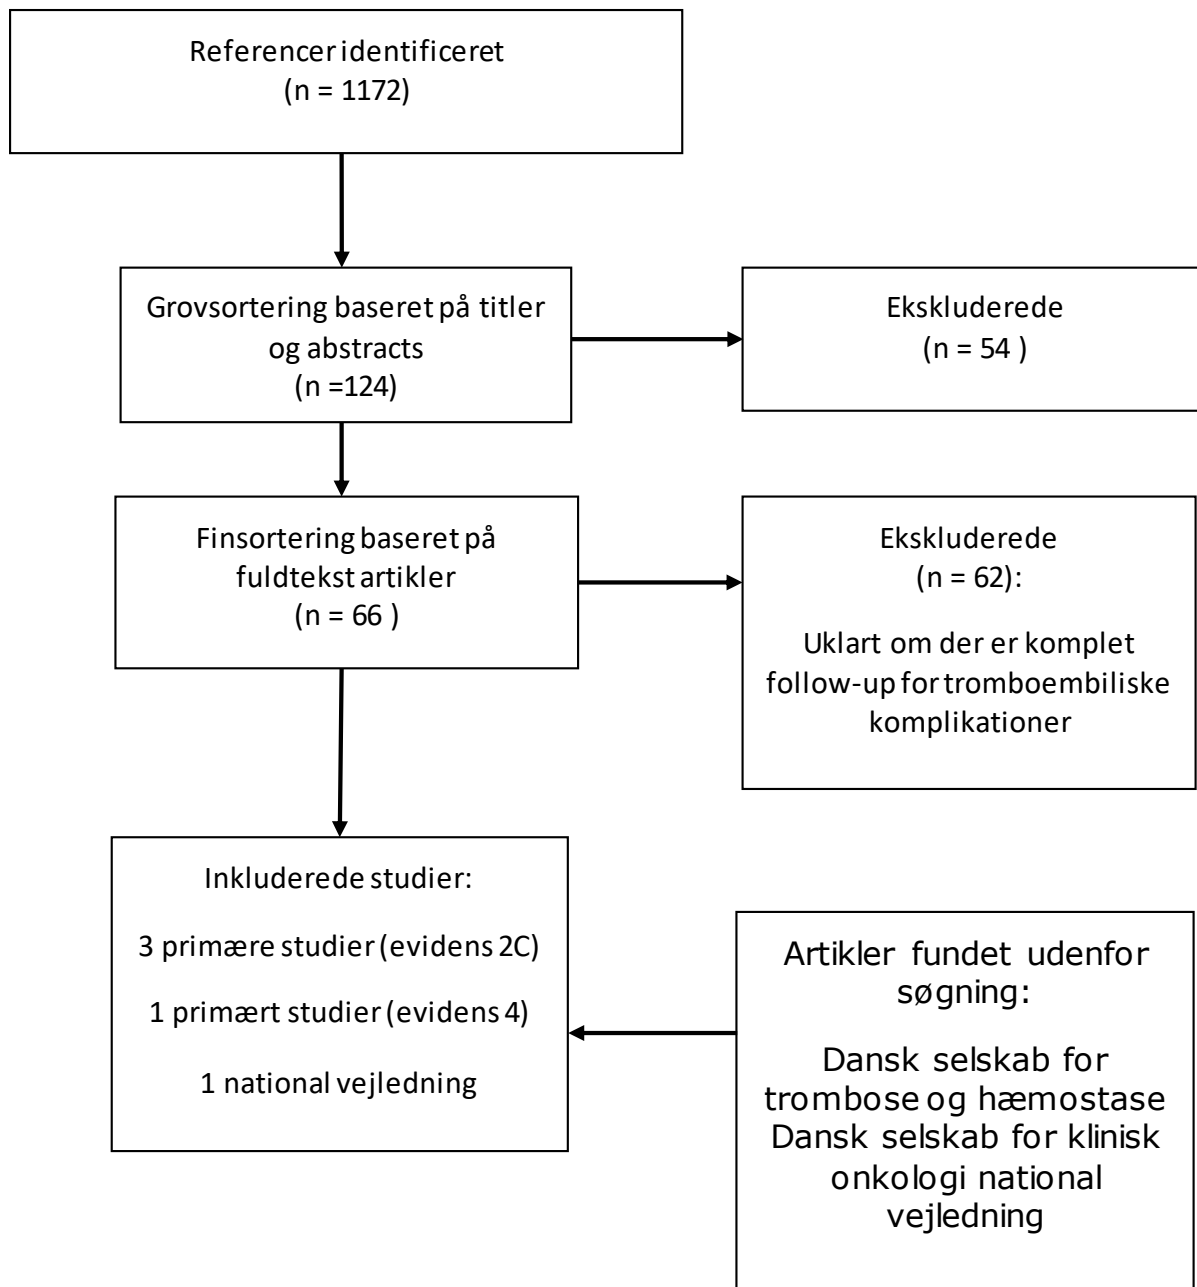 Referencer identificeret
(n = 1172)
Grovsortering baseret på titler
og abstracts
(n =124)
Ekskluderede
(n = 54 )
Finsortering baseret på
fuldtekst artikler
(n = 66 )
Ekskluderede
(n = 62):
Uklart om der er komplet
follow-up for tromboembiliske
komplikationer
Inkluderede studier:
3 primære studier (evidens 2C)
1 primært studier (evidens 4)
1 national vejledning
Artikler fundet udenfor
søgning:
Dansk selskab for
trombose og hæmostase
Dansk selskab for klinisk
onkologi national
vejledning